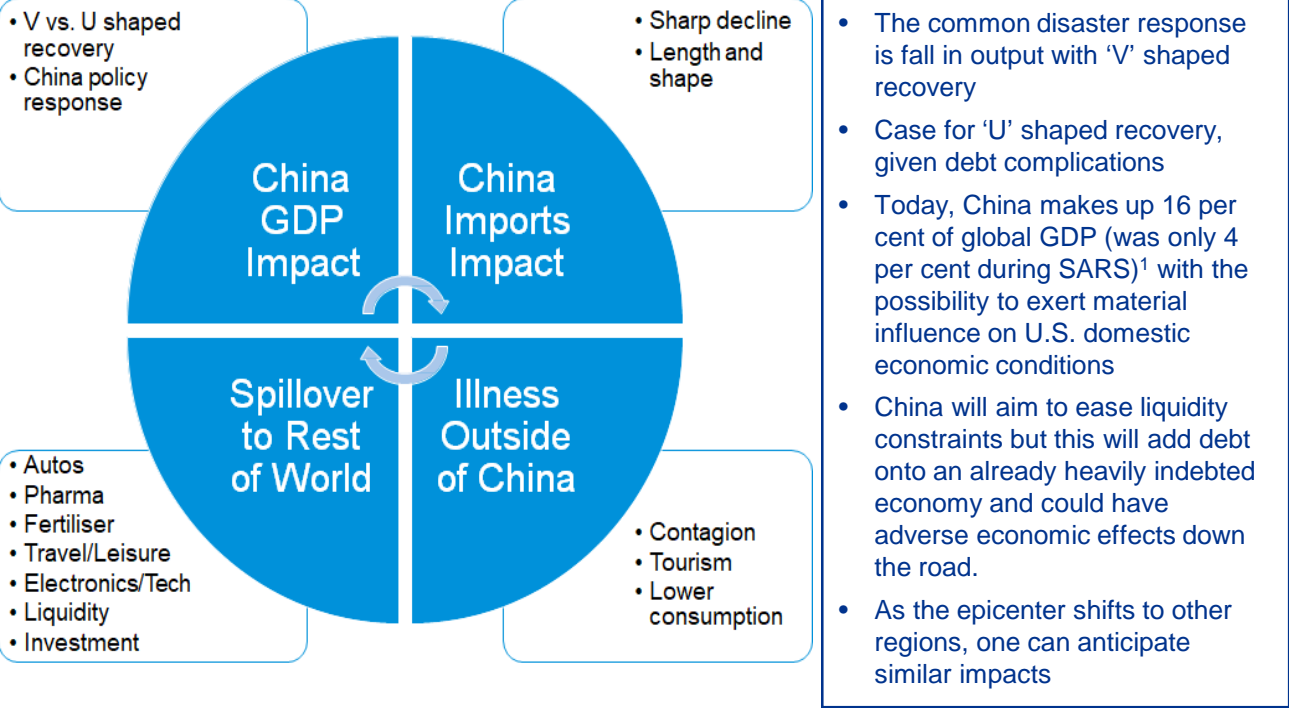 • V vs. U shaped
recovery
• China policy
response
• Sharp decline
• Length and
shape
China
GDP
Impact
China
Imports
Impact
Spillover
to Rest
of World
Illness
Outside
of China
• Autos
• Pharma
• Fertiliser
• Travel/Leisure
• Electronics/Tech
• Liquidity
• Investment
• Contagion
• Tourism
• Lower
consumption
• The common disaster response
is fall in output with ‘V’ shaped
recovery
• Case for ‘U’ shaped recovery,
given debt complications
• Today, China makes up 16 per
cent of global GDP (was only 4
per cent during SARS)¹ with the
possibility to exert material
influence on U.S. domestic
economic conditions
• China will aim to ease liquidity
constraints but this will add debt
onto an already heavily indebted
economy and could have
adverse economic effects down
the road.
• As the epicenter shifts to other
regions, one can anticipate
similar impacts